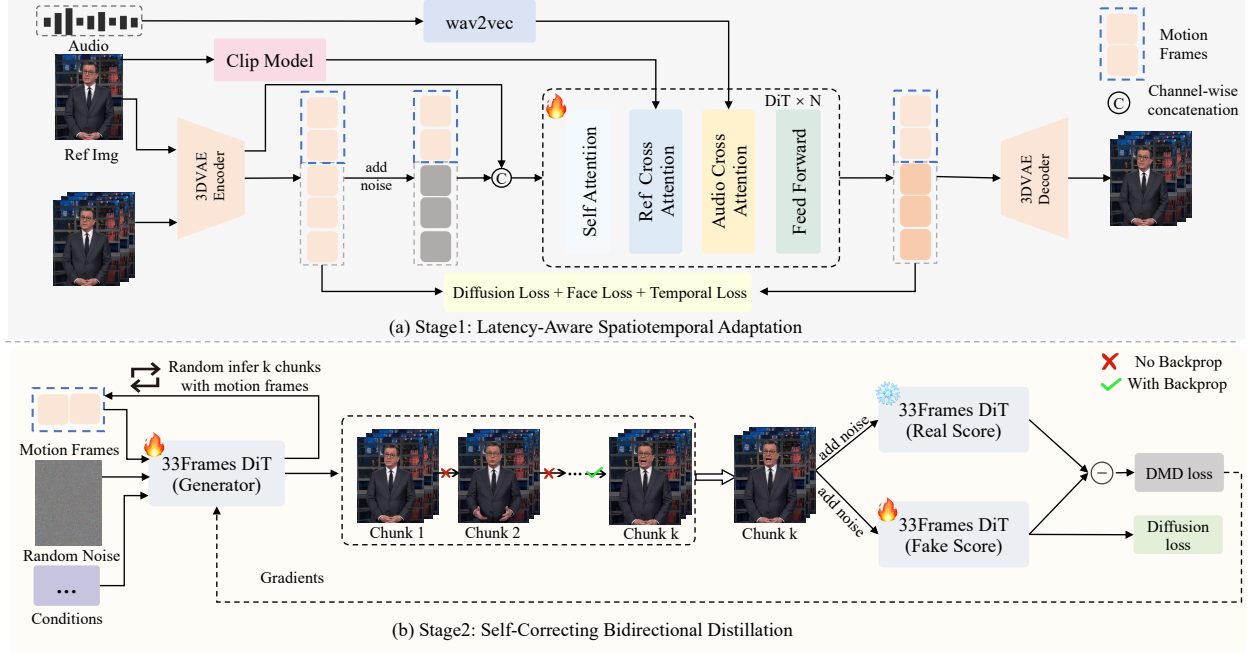 Audio
wav2vec
Clip Model
Ref Img
3DVAE
Encoder
add
noise
C
DiT × N
Self Attentiion
Ref Cross
Attention
Audio Cross
Attention
Feed Forward
3DVAE
Decoder
Motion
Frames
C
Channel-wise
concatenation
Diffusion Loss + Face Loss + Temporal Loss
(a) Stage1: Latency-Aware Spatiotemporal Adaptation
Random infer k chunks
with motion frames
Motion Frames
33Frames DiT
(Generator)
Random Noise
...
Conditions
Chunk 1
Chunk 2
...
Chunk k
Chunk k
add noise
add noise
33Frames DiT
(Real Score)
33Frames DiT
(Fake Score)
No Backprop
With Backprop
−
DMD loss
Diffusion
loss
Gradients
(b) Stage2: Self-Correcting Bidirectional Distillation